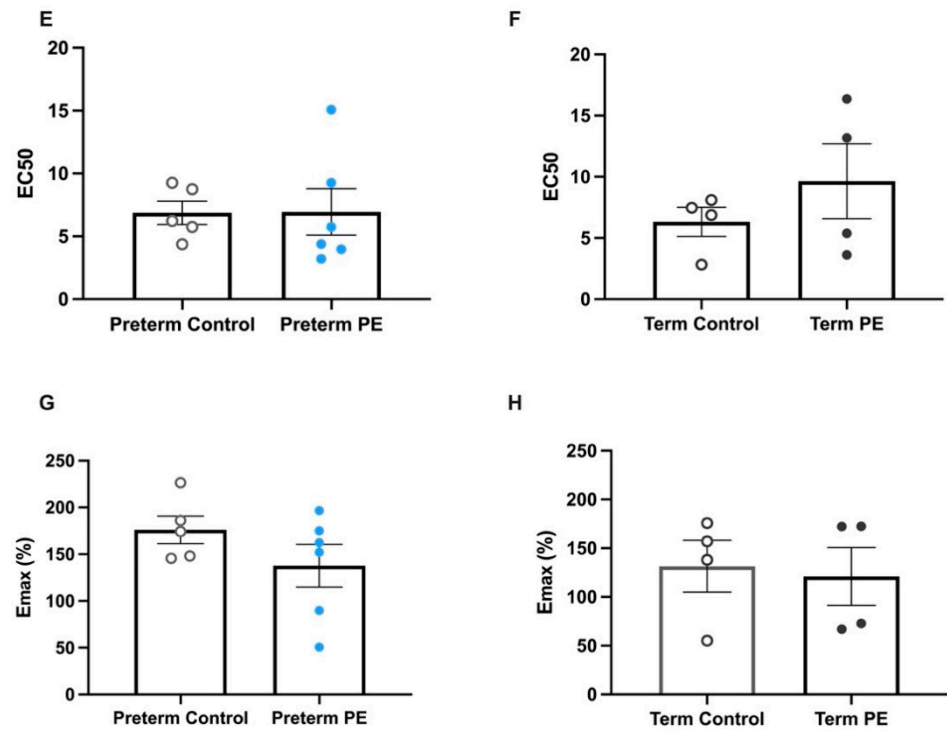 E
F
20
15
10
5
0
EC50
Preterm Control
Preterm PE
20
15
10
5
0
EC50
Term Control
Term PE
G
H
250
200
150
100
50
0
Emax (%)
Preterm Control
Preterm PE
250
200
150
100
50
0
Emax (%)
Term Control
Term PE